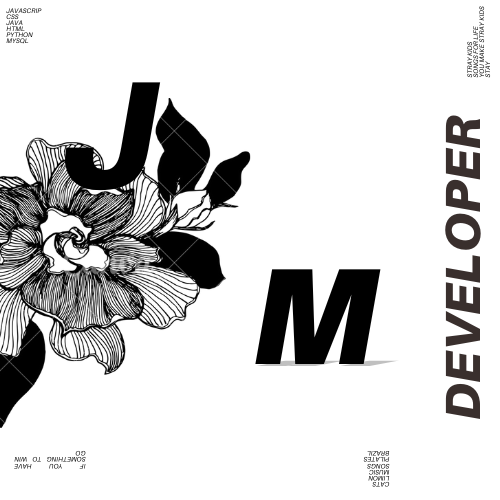 JAVASCRIP
CSS
JAVA
HTML
PYTHON
MYSQL
STRAY KIDS
SONGS FOR LIFE
YOU MAKE STRAY KIDS
STAY
J
M
DEVELOPER
IF YOU HAVE
SOMETHING TO WIN
GO
CATS
LIMON
MUSIC
SONGS
PILATES
BRAZIL